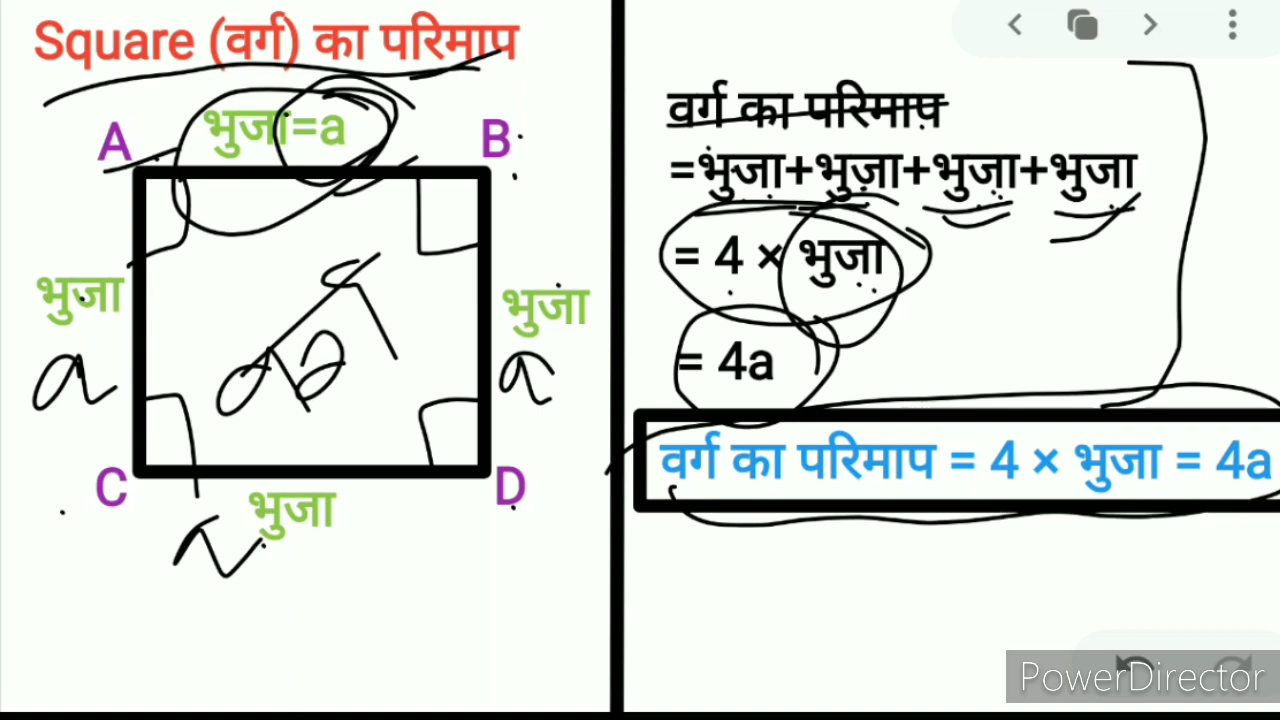 Square (वर्ग) का परिमाप
भुजा=a
A
B
भुजा
भुजा
a
a
C
D
भुजा
वर्ग का परिमाप
=भुजा+भुजा+भुजा+भुजा
= 4 × भुजा
= 4a
वर्ग का परिमाप = 4 × भुजा = 4a
PowerDirector